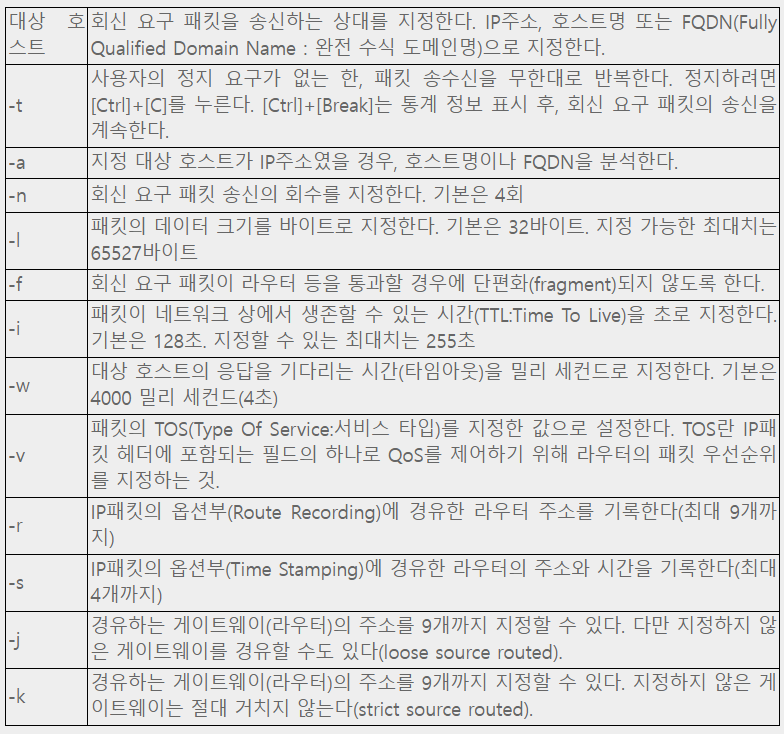 대상 호
스트
회신 요구 패킷을 송신하는 상대를 지정한다. IP주소, 호스트명 또는 FQDN(Fully
Qualified Domain Name : 완전 수식 도메인명)으로 지정한다.
-t
사용자의 정지 요구가 없는 한, 패킷 송수신을 무한대로 반복한다. 정지하려면
[Ctrl]+[C]를 누른다. [Ctrl]+[Break]는 통계 정보 표시 후, 회신 요구 패킷의 송신을
계속한다.
-a
지정 대상 호스트가 IP주소였을 경우, 호스트명이나 FQDN을 분석한다.
-n
회신 요구 패킷 송신의 회수를 지정한다. 기본은 4회
-l
패킷의 데이터 크기를 바이트로 지정한다. 기본은 32바이트. 지정 가능한 최대치는
65527바이트
-f
회신 요구 패킷이 라우터 등을 통과할 경우에 단편화(fragment)되지 않도록 한다.
-i
패킷이 네트워크 상에서 생존할 수 있는 시간(TTL:Time To Live)을 초로 지정한다.
기본은 128초. 지정할 수 있는 최대치는 255초
-w
대상 호스트의 응답을 기다리는 시간(타임아웃)을 밀리 세컨드로 지정한다. 기본은
4000 밀리 세컨드(4초)
-v
패킷의 TOS(Type Of Service:서비스 타입)를 지정한 값으로 설정한다. TOS란 IP패
킷 헤더에 포함되는 필드의 하나로 QoS를 제어하기 위해 라우터의 패킷 우선순위
를 지정하는 것.
-r
IP패킷의 옵션부(Route Recording)에 경유한 라우터 주소를 기록한다(최대 9개까
지)
-s
IP패킷의 옵션부(Time Stamping)에 경유한 라우터의 주소와 시간을 기록한다(최대
4개까지)
-j
경유하는 게이트웨이(라우터)의 주소를 9개까지 지정할 수 있다. 다만 지정하지 않
은 게이트웨이를 경유할 수도 있다(loose source routed).
-k
경유하는 게이트웨이(라우터)의 주소를 9개까지 지정할 수 있다. 지정하지 않은 게
이트웨이는 절대 거치지 않는다(strict source routed).